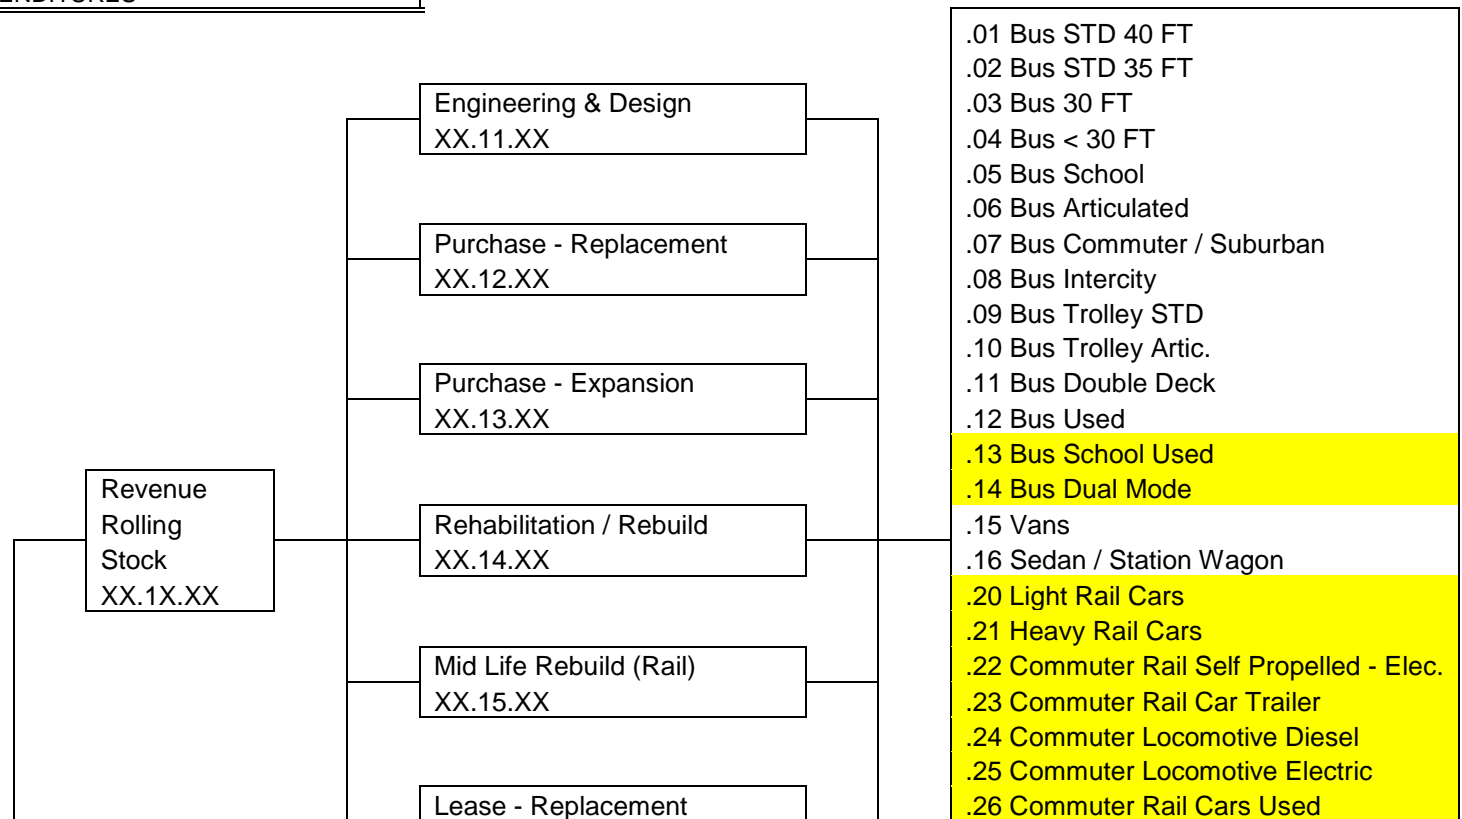 .01 Bus STD 40 FT
.02 Bus STD 35 FT
.03 Bus 30 FT
.04 Bus < 30 FT
.05 Bus School
.06 Bus Articulated
.07 Bus Commuter / Suburban
.08 Bus Intercity
.09 Bus Trolley STD
.10 Bus Trolley Artic.
.11 Bus Double Deck
.12 Bus Used
.13 Bus School Used
.14 Bus Dual Mode
.15 Vans
.16 Sedan / Station Wagon
.20 Light Rail Cars
.21 Heavy Rail Cars
.22 Commuter Rail Self Propelled - Elec.
.23 Commuter Rail Car Trailer
.24 Commuter Locomotive Diesel
.25 Commuter Locomotive Electric
.26 Commuter Rail Cars Used
Engineering & Design
XX.11.XX
Purchase - Replacement
XX.12.XX
Purchase - Expansion
XX.13.XX
Rehabilitation / Rebuild
XX.14.XX
Mid Life Rebuild (Rail)
XX.15.XX
Lease - Replacement
Revenue
Rolling
Stock
XX.1X.XX